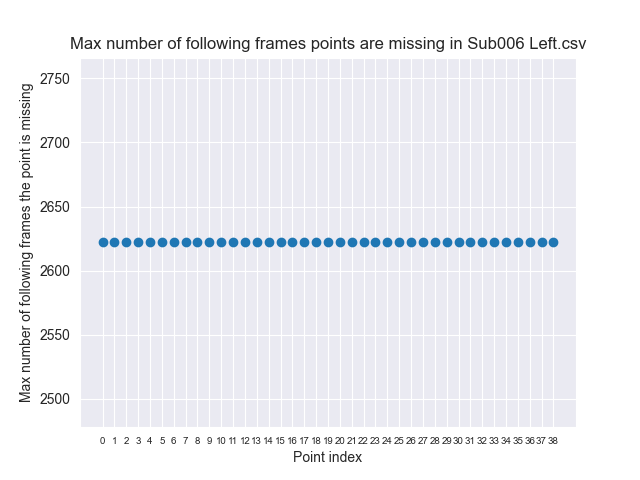 Max number of following frames points are missing in Sub006 Left.csv
Max number of following frames the point is missing
2750
2700
2650
2600
2550
2500
0 1 2 3 4 5 6 7 8 9 10 11 12 13 14 15 16 17 18 19 20 21 22 23 24 25 26 27 28 29 30 31 32 33 34 35 36 37 38
Point index